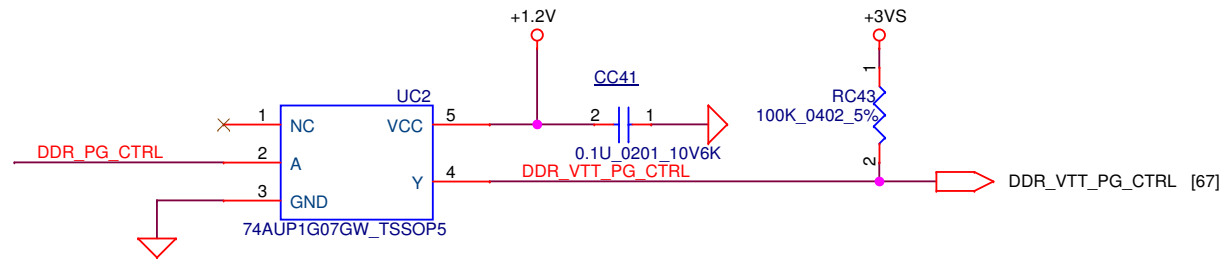 +1.2V
+3VS
CC41
UC2
RC43
100K_0402_5%
1
2
1
NC
VCC
5
2
1
0.1U_0201_10V6K
DDR_PG_CTRL
2
A
DDR_VTT_PG_CTRL
Y
4
DDR_VTT_PG_CTRL [67]
3
GND
74AUP1G07GW_TSSOP5